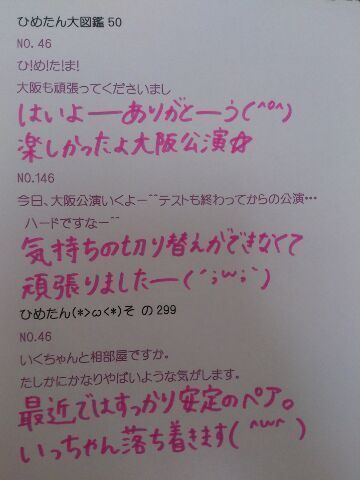 ひめたん大図鑑50
NO.46
ひ!め!た!ま!
大阪も頑張ってくださいまし
はいよーーありがとーう(^o^)
楽しかったよ大阪公演☆
NO.146
今日、大阪公演いくよー^^テストも終わってからの公演…
ハードですなー^^
気持ちの切り替えができなくて
頑張りましたー(´;ω;`)
ひめたん(*>ω<*)そ の299
NO.46
いくちゃんと相部屋ですか。
たしかにかなりやばいような気がします。
最近ではすっかり安定のペア。
いっちゃん落ち着きます( ^ω^ )